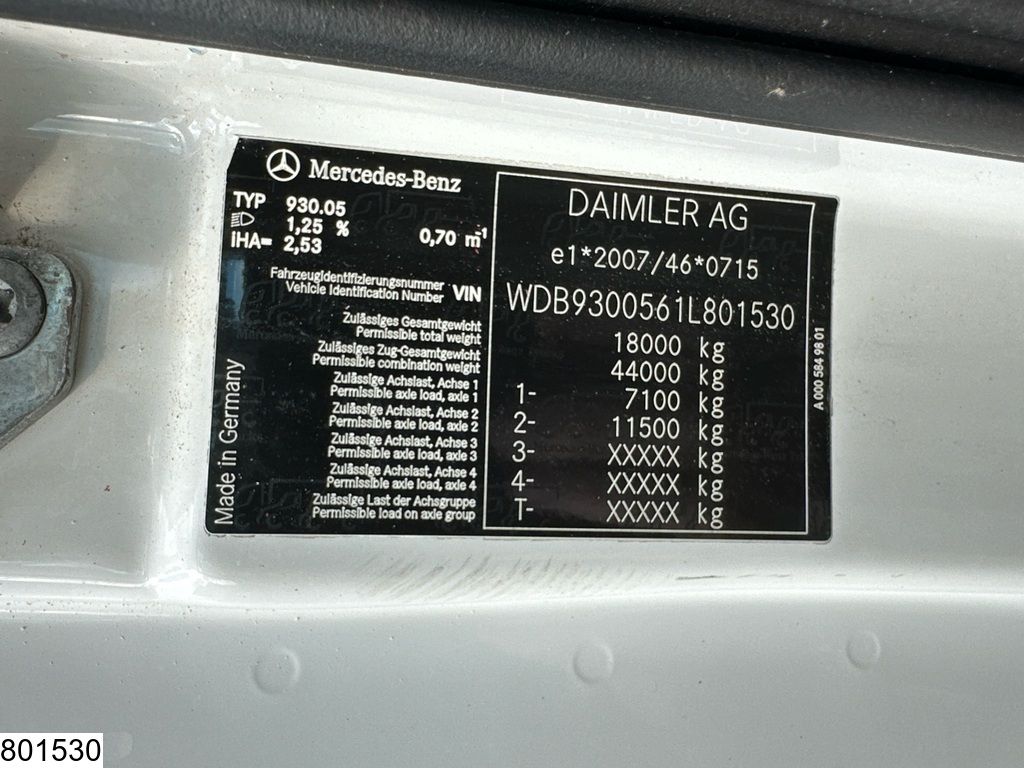 Mercedes-Benz
TYP 930.05
1,25 % 0,70 m-1
iHA= 2,53
Fahrzeugidentifizierungsnummer
Vehicle Identification Number VIN
Zulässiges Gesamtgewicht
Permissible total weight
Zulässiges Zug-Gesamtgewicht
Permissible combination weight
Zulässige Achslast, Achse 1
Permissible axle load, axle 1
Zulässige Achslast, Achse 2
Permissible axle load, axle 2
Zulässige Achslast, Achse 3
Permissible axle load, axle 3
Zulässige Achslast, Achse 4
Permissible axle load, axle 4
Zulässige Last der Achsgruppe
Permissible load on axle group
Made in Germany
DAIMLER AG
e1*2007/46*0715
WDB9300561L801530
18000 kg
44000 kg
1- 7100 kg
2- 11500 kg
3- XXXXX kg
4- XXXXX kg
T- XXXXX kg
A 000 584 98 01
801530